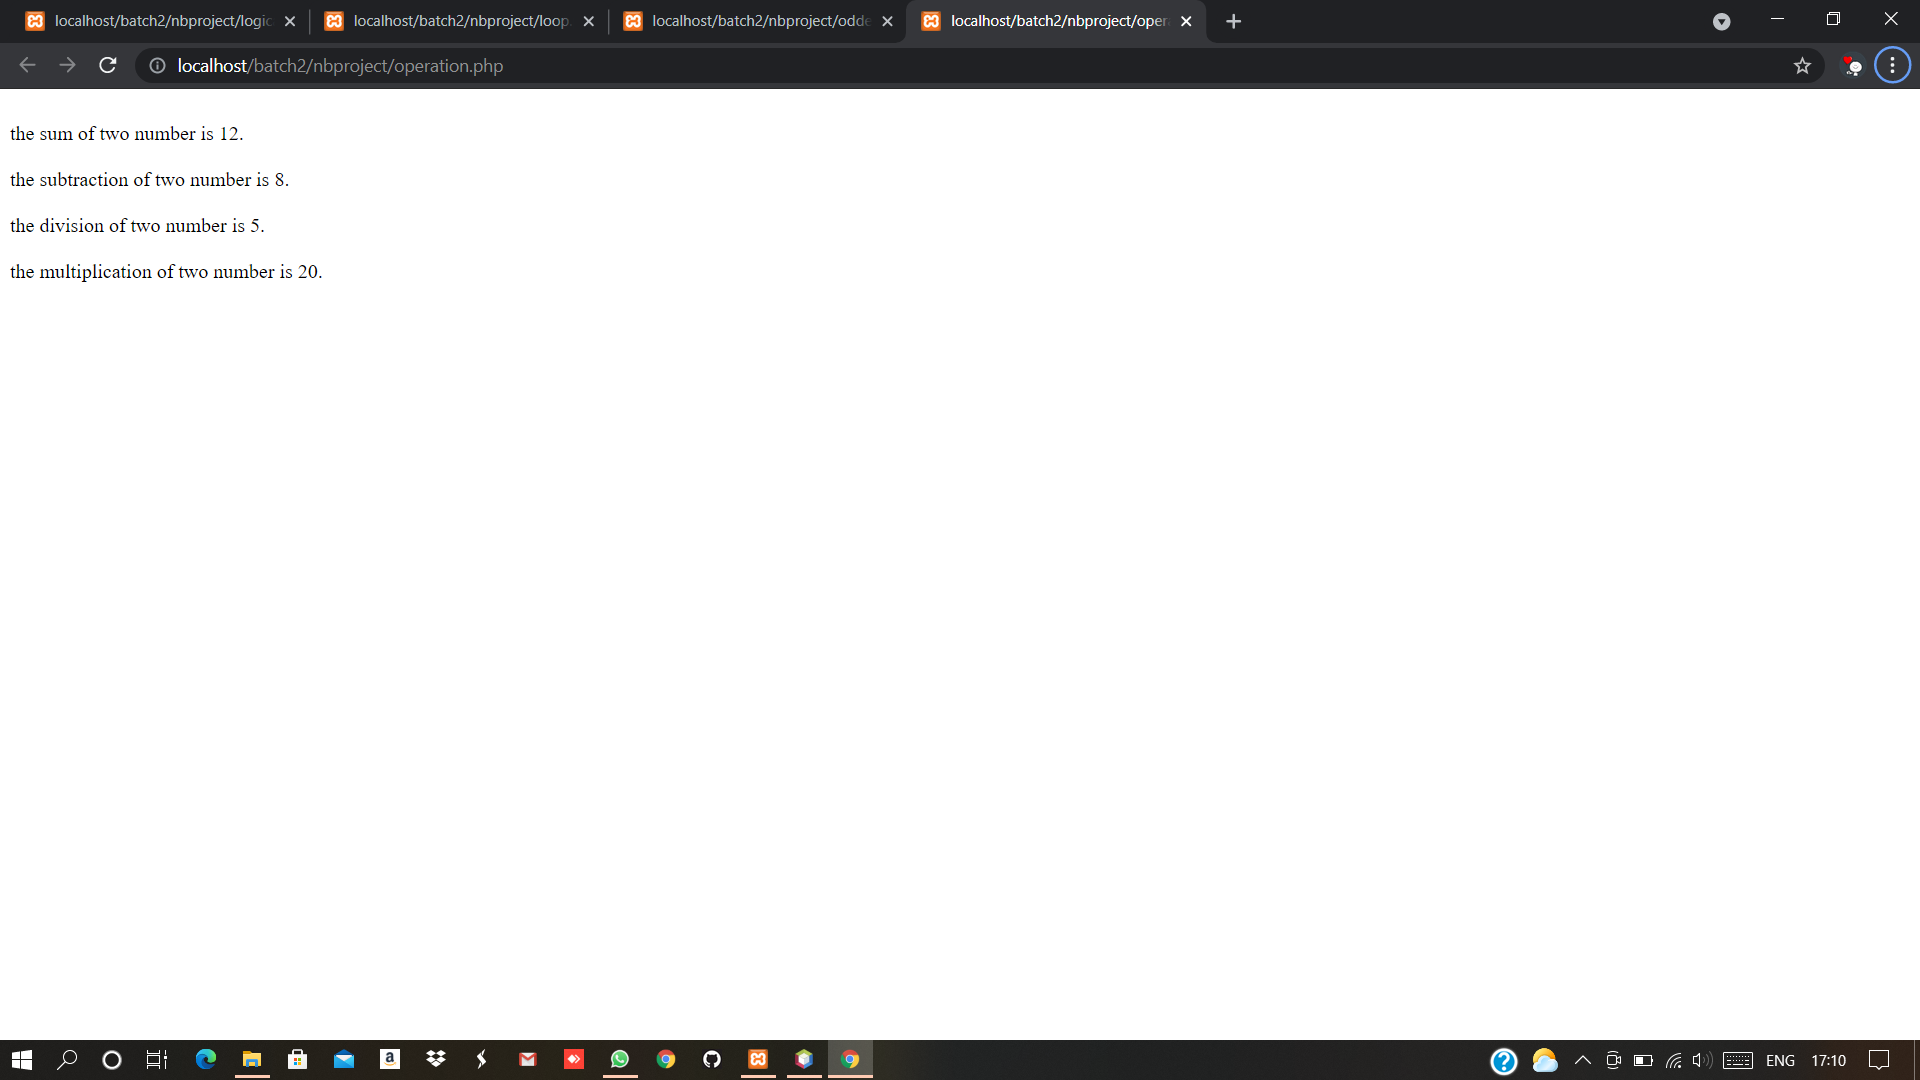 localhost/batch2/nbproject/logic
localhost/batch2/nbproject/loop.
localhost/batch2/nbproject/odde
localhost/batch2/nbproject/oper
localhost/batch2/nbproject/operation.php
the sum of two number is 12.
the subtraction of two number is 8.
the division of two number is 5.
the multiplication of two number is 20.
ENG
17:10